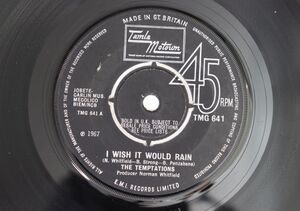 MADE IN GT. BRITAIN
Tamla Motown
45
RPM
TMG 641
JOBETE-
CARLIN MUS.
MECOLICO
BIEM/NCB
TMG 641 A
℗ 1967
SOLD IN U.K. SUBJECT TO
RESALE PRICE CONDITIONS,
SEE PRICE LISTS
I WISH IT WOULD RAIN
(N. Whitfield—B. Strong—R. Penzabene)
THE TEMPTATIONS
Producer Norman Whitfield
E.M.I. RECORDS LIMITED